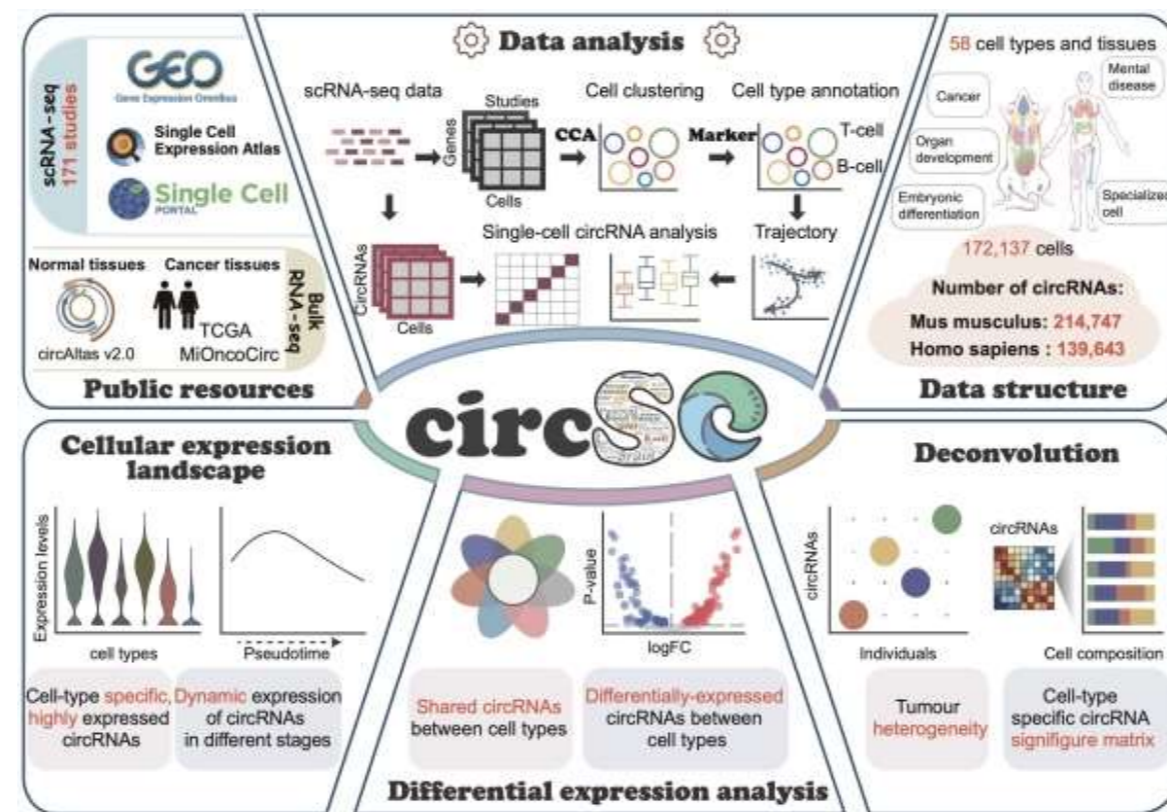 scRNA-seq
171 studies
GEO
Gene Expression Omnibus
Single Cell
Expression Atlas
Single Cell
PORTAL
Normal tissues
Cancer tissues
circAltas v2.0
TCGA
MiOncoCirc
Bulk
RNA-seq
Public resources
Data analysis
scRNA-seq data
Studies
Genes
Cells
CCA
Cell clustering
Marker
Cell type annotation
T-cell
B-cell
CircRNAs
Cells
Single-cell circRNA analysis
Trajectory
58 cell types and tissues
Cancer
Mental
disease
Organ
development
Embryonic
differentiation
Specialized
cell
172,137 cells
Number of circRNAs:
Mus musculus: 214,747
Homo sapiens : 139,643
Data structure
circSC
Cellular expression
landscape
Expression levels
cell types
Pseudotime
Cell-type specific,
highly expressed
circRNAs
Dynamic expression
of circRNAs
in different stages
P-value
logFC
Shared circRNAs
between cell types
Differentially-expressed
circRNAs between
cell types
Differential expression analysis
Deconvolution
circRNAs
Individuals
circRNAs
Cell composition
Tumour
heterogeneity
Cell-type
specific circRNA
signifigure matrix